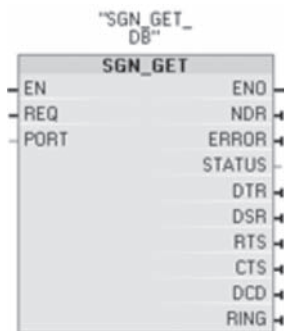 "SGN_GET_
DB"
SGN_GET
EN ENO
REQ NDR
PORT ERROR
STATUS
DTR
DSR
RTS
CTS
DCD
RING